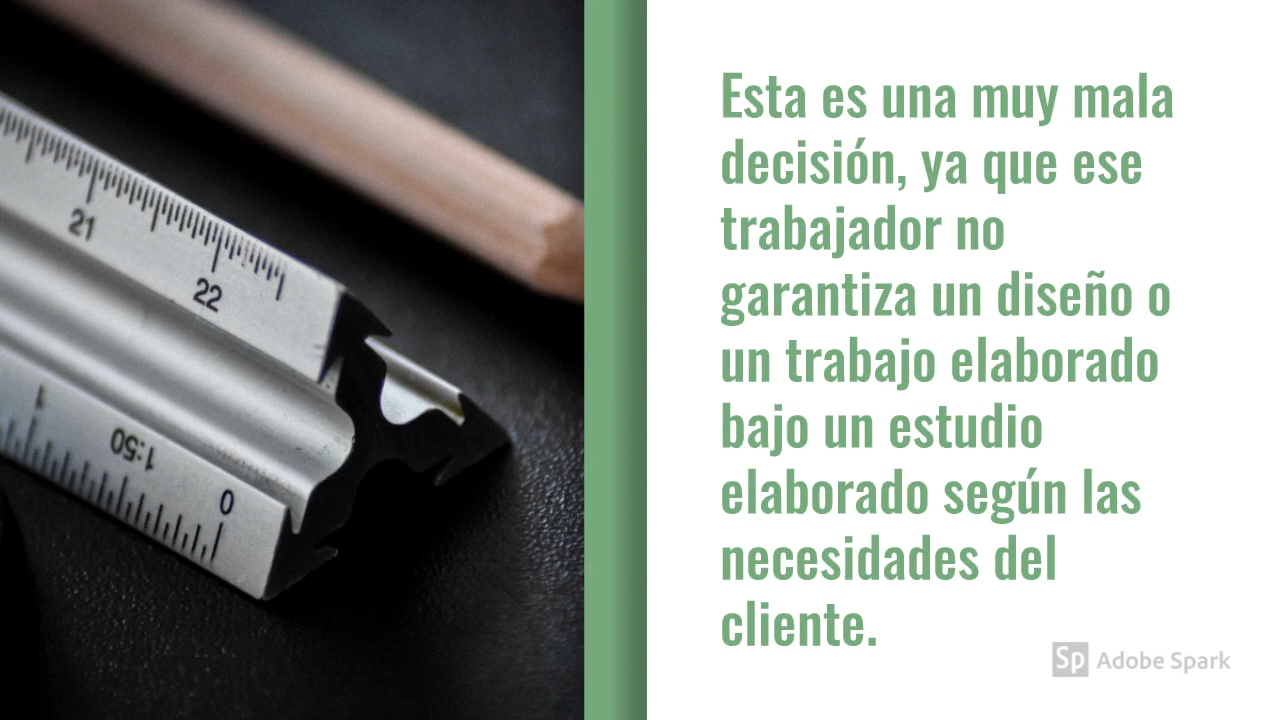 21
22
1:50
0
Esta es una muy mala
decisión, ya que ese
trabajador no
garantiza un diseño o
un trabajo elaborado
bajo un estudio
elaborado según las
necesidades del
cliente.
Sp Adobe Spark